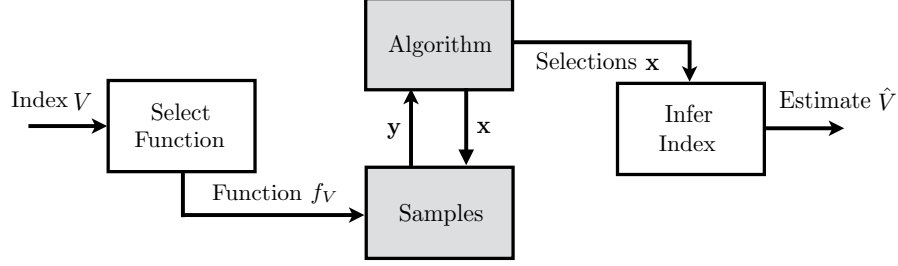 Index V
Select
Function
Function f_V
Algorithm
y
x
Samples
Selections x
Infer
Index
Estimate V̂